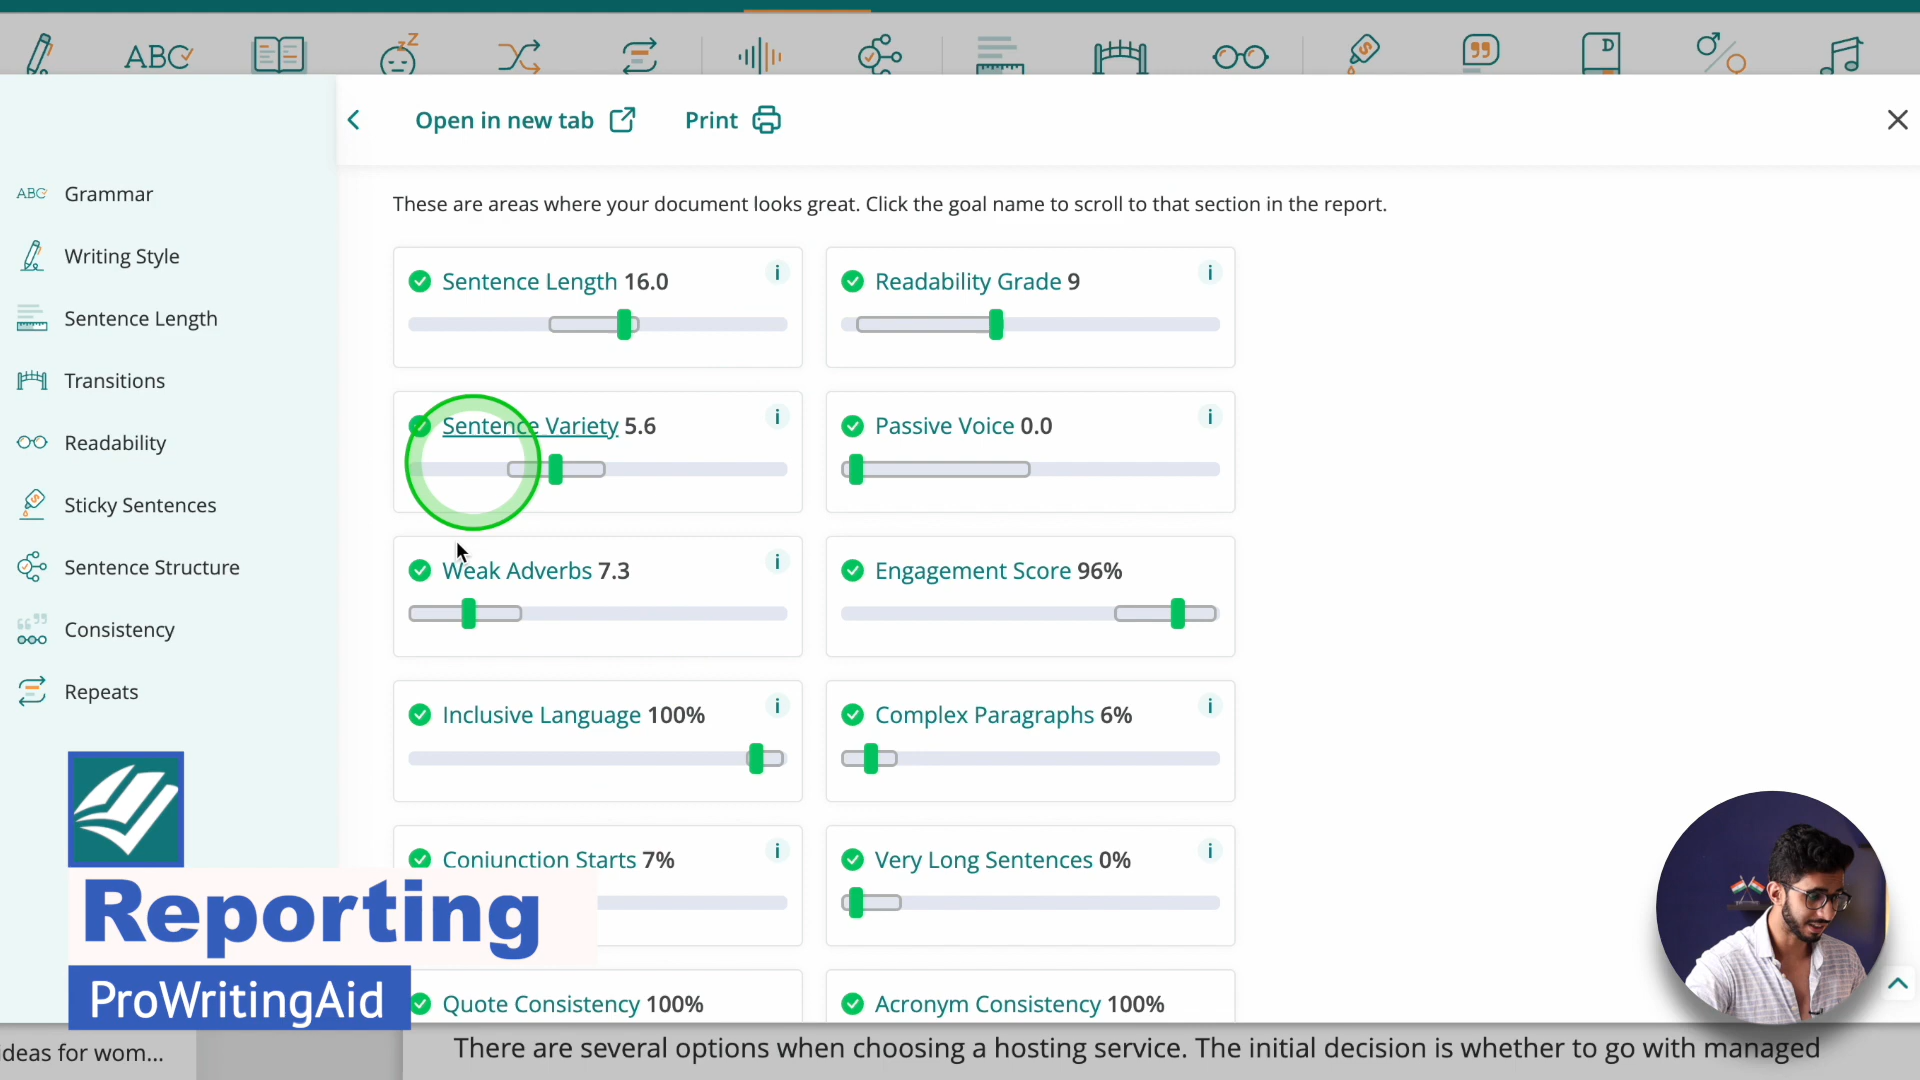 ABC
D
Open in new tab
Print
Grammar
Writing Style
Sentence Length
Transitions
Readability
Sticky Sentences
Sentence Structure
Consistency
Repeats
These are areas where your document looks great. Click the goal name to scroll to that section in the report.
Sentence Length 16.0
Readability Grade 9
Sentence Variety 5.6
Passive Voice 0.0
Weak Adverbs 7.3
Engagement Score 96%
Inclusive Language 100%
Complex Paragraphs 6%
Conjunction Starts 7%
Very Long Sentences 0%
Quote Consistency 100%
Acronym Consistency 100%
Reporting
ProWritingAid
deas for wom...
There are several options when choosing a hosting service. The initial decision is whether to go with managed